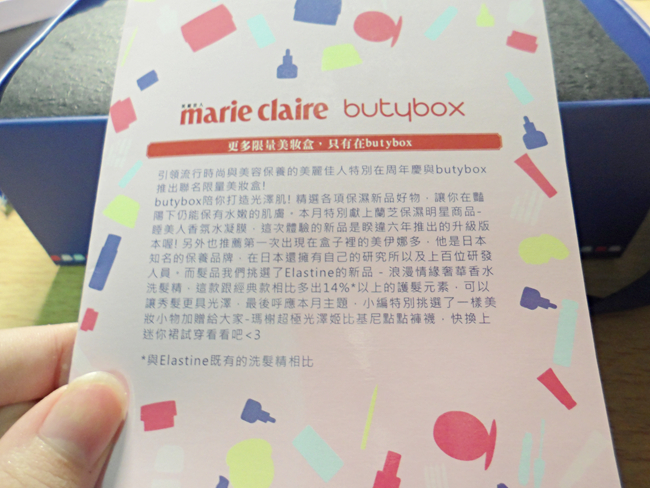 美麗佳人
marie claire butybox
更多限量美妝盒，只有在butybox
引領流行時尚與美容保養的美麗佳人特別在周年慶與butybox
推出聯名限量美妝盒!
butybox陪你打造光澤肌! 精選各項保濕新品好物，讓你在豔
陽下仍能保有水嫩的肌膚。本月特別獻上蘭芝保濕明星商品-
睡美人香氛水凝膜，這次體驗的新品是睽違六年推出的升級版
本喔! 另外也推薦第一次出現在盒子裡的美伊娜多，他是日本
知名的保養品牌，在日本還擁有自己的研究所以及上百位研發
人員。而髮品我們挑選了Elastine的新品 - 浪漫情緣奢華香水
洗髮精，這款跟經典款相比多出14%*以上的護髮元素，可以
讓秀髮更具光澤，最後呼應本月主題，小編特別挑選了一樣美
妝小物加贈給大家-瑪榭超極光澤姬比基尼點點褲襪，快換上
迷你裙試穿看看吧<3
*與Elastine既有的洗髮精相比